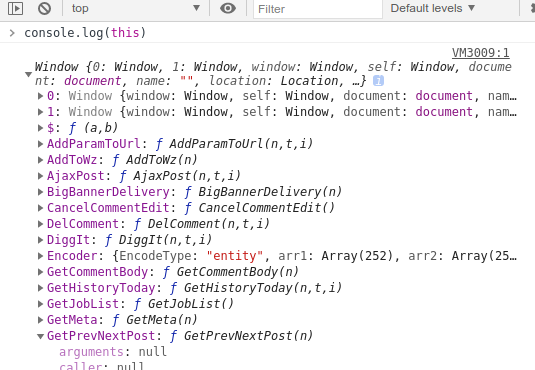 top
Filter
Default levels
console.log(this)
VM3009:1
Window {0: Window, 1: Window, window: Window, self: Window, docume
nt: document, name: "", location: Location, …}
0: Window {window: Window, self: Window, document: document, nam…
1: Window {window: Window, self: Window, document: document, nam…
$: ƒ (a,b)
AddParamToUrl: ƒ AddParamToUrl(n,t,i)
AddToWz: ƒ AddToWz(n)
AjaxPost: ƒ AjaxPost(n,t,i)
BigBannerDelivery: ƒ BigBannerDelivery(n)
CancelCommentEdit: ƒ CancelCommentEdit()
DelComment: ƒ DelComment(n,t,i)
DiggIt: ƒ DiggIt(n,t,i)
Encoder: {EncodeType: "entity", arr1: Array(252), arr2: Array(25…
GetCommentBody: ƒ GetCommentBody(n)
GetHistoryToday: ƒ GetHistoryToday(n,t,i)
GetJobList: ƒ GetJobList()
GetMeta: ƒ GetMeta(n)
GetPrevNextPost: ƒ GetPrevNextPost(n)
arguments: null
caller: null